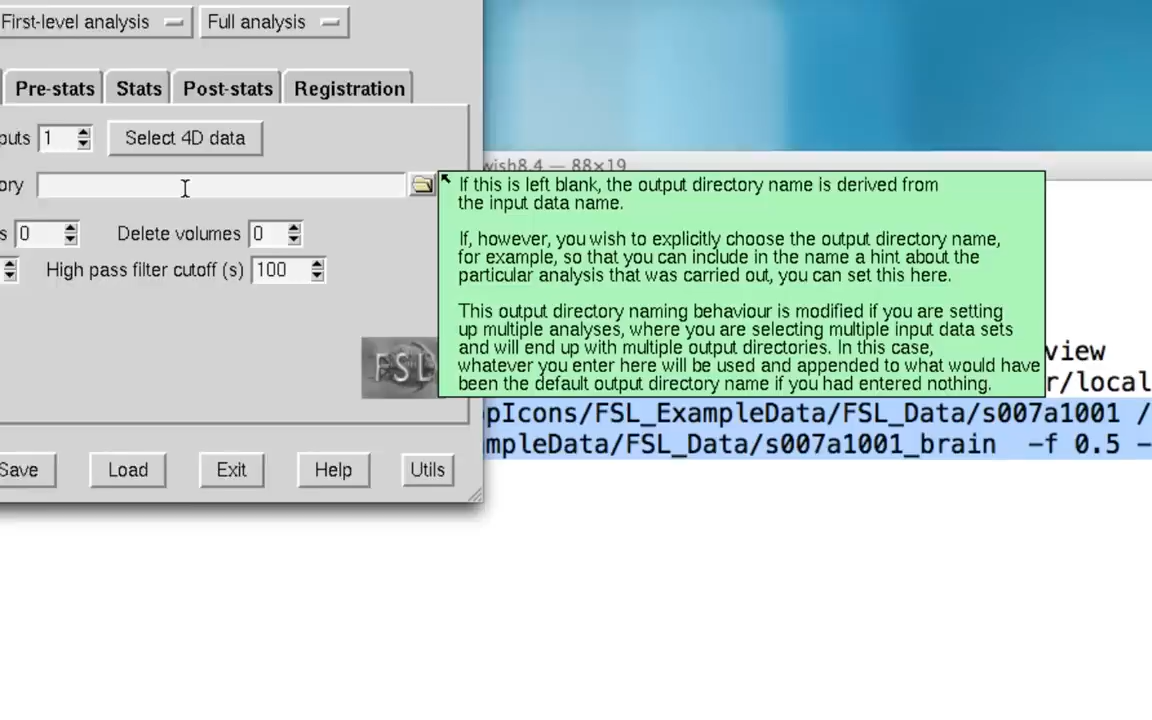 First-level analysis Full analysis
Pre-stats Stats Post-stats Registration
puts 1 Select 4D data
wish8.4 — 88×19
ory
If this is left blank, the output directory name is derived from
the input data name.
If, however, you wish to explicitly choose the output directory name,
for example, so that you can include in the name a hint about the
particular analysis that was carried out, you can set this here.
This output directory naming behaviour is modified if you are setting
up multiple analyses, where you are selecting multiple input data sets
and will end up with multiple output directories. In this case,
whatever you enter here will be used and appended to what would have
been the default output directory name if you had entered nothing.
s 0 Delete volumes 0
High pass filter cutoff (s) 100
FSL
view
r/local
ppIcons/FSL_ExampleData/FSL_Data/s007a1001 /
mpleData/FSL_Data/s007a1001_brain -f 0.5 -
Save Load Exit Help Utils